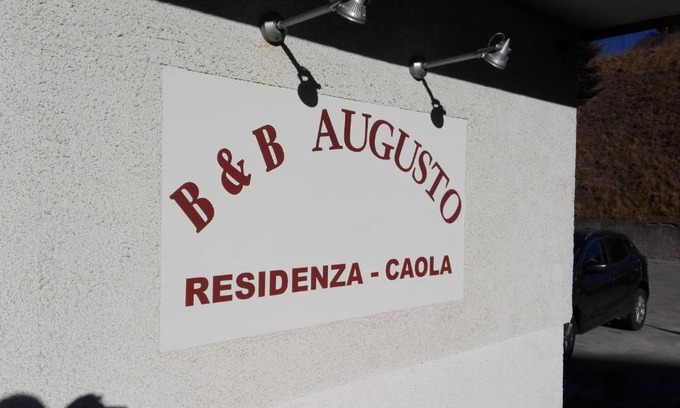 B & B AUGUSTO
RESIDENZA - CAOLA